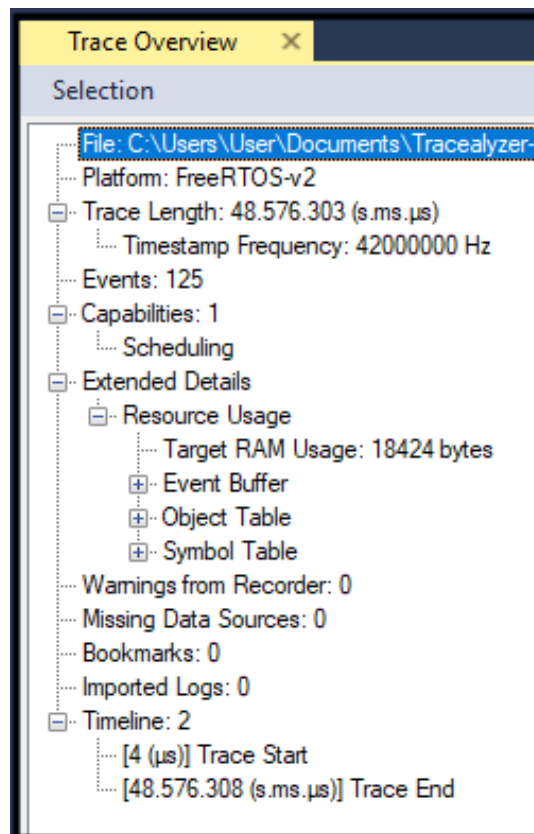 Trace Overview
Selection
File: C:\Users\User\Documents\Tracealyzer-
Platform: FreeRTOS-v2
Trace Length: 48.576.303 (s.ms.µs)
Timestamp Frequency: 42000000 Hz
Events: 125
Capabilities: 1
Scheduling
Extended Details
Resource Usage
Target RAM Usage: 18424 bytes
Event Buffer
Object Table
Symbol Table
Warnings from Recorder: 0
Missing Data Sources: 0
Bookmarks: 0
Imported Logs: 0
Timeline: 2
[4 (µs)] Trace Start
[48.576.308 (s.ms.µs)] Trace End